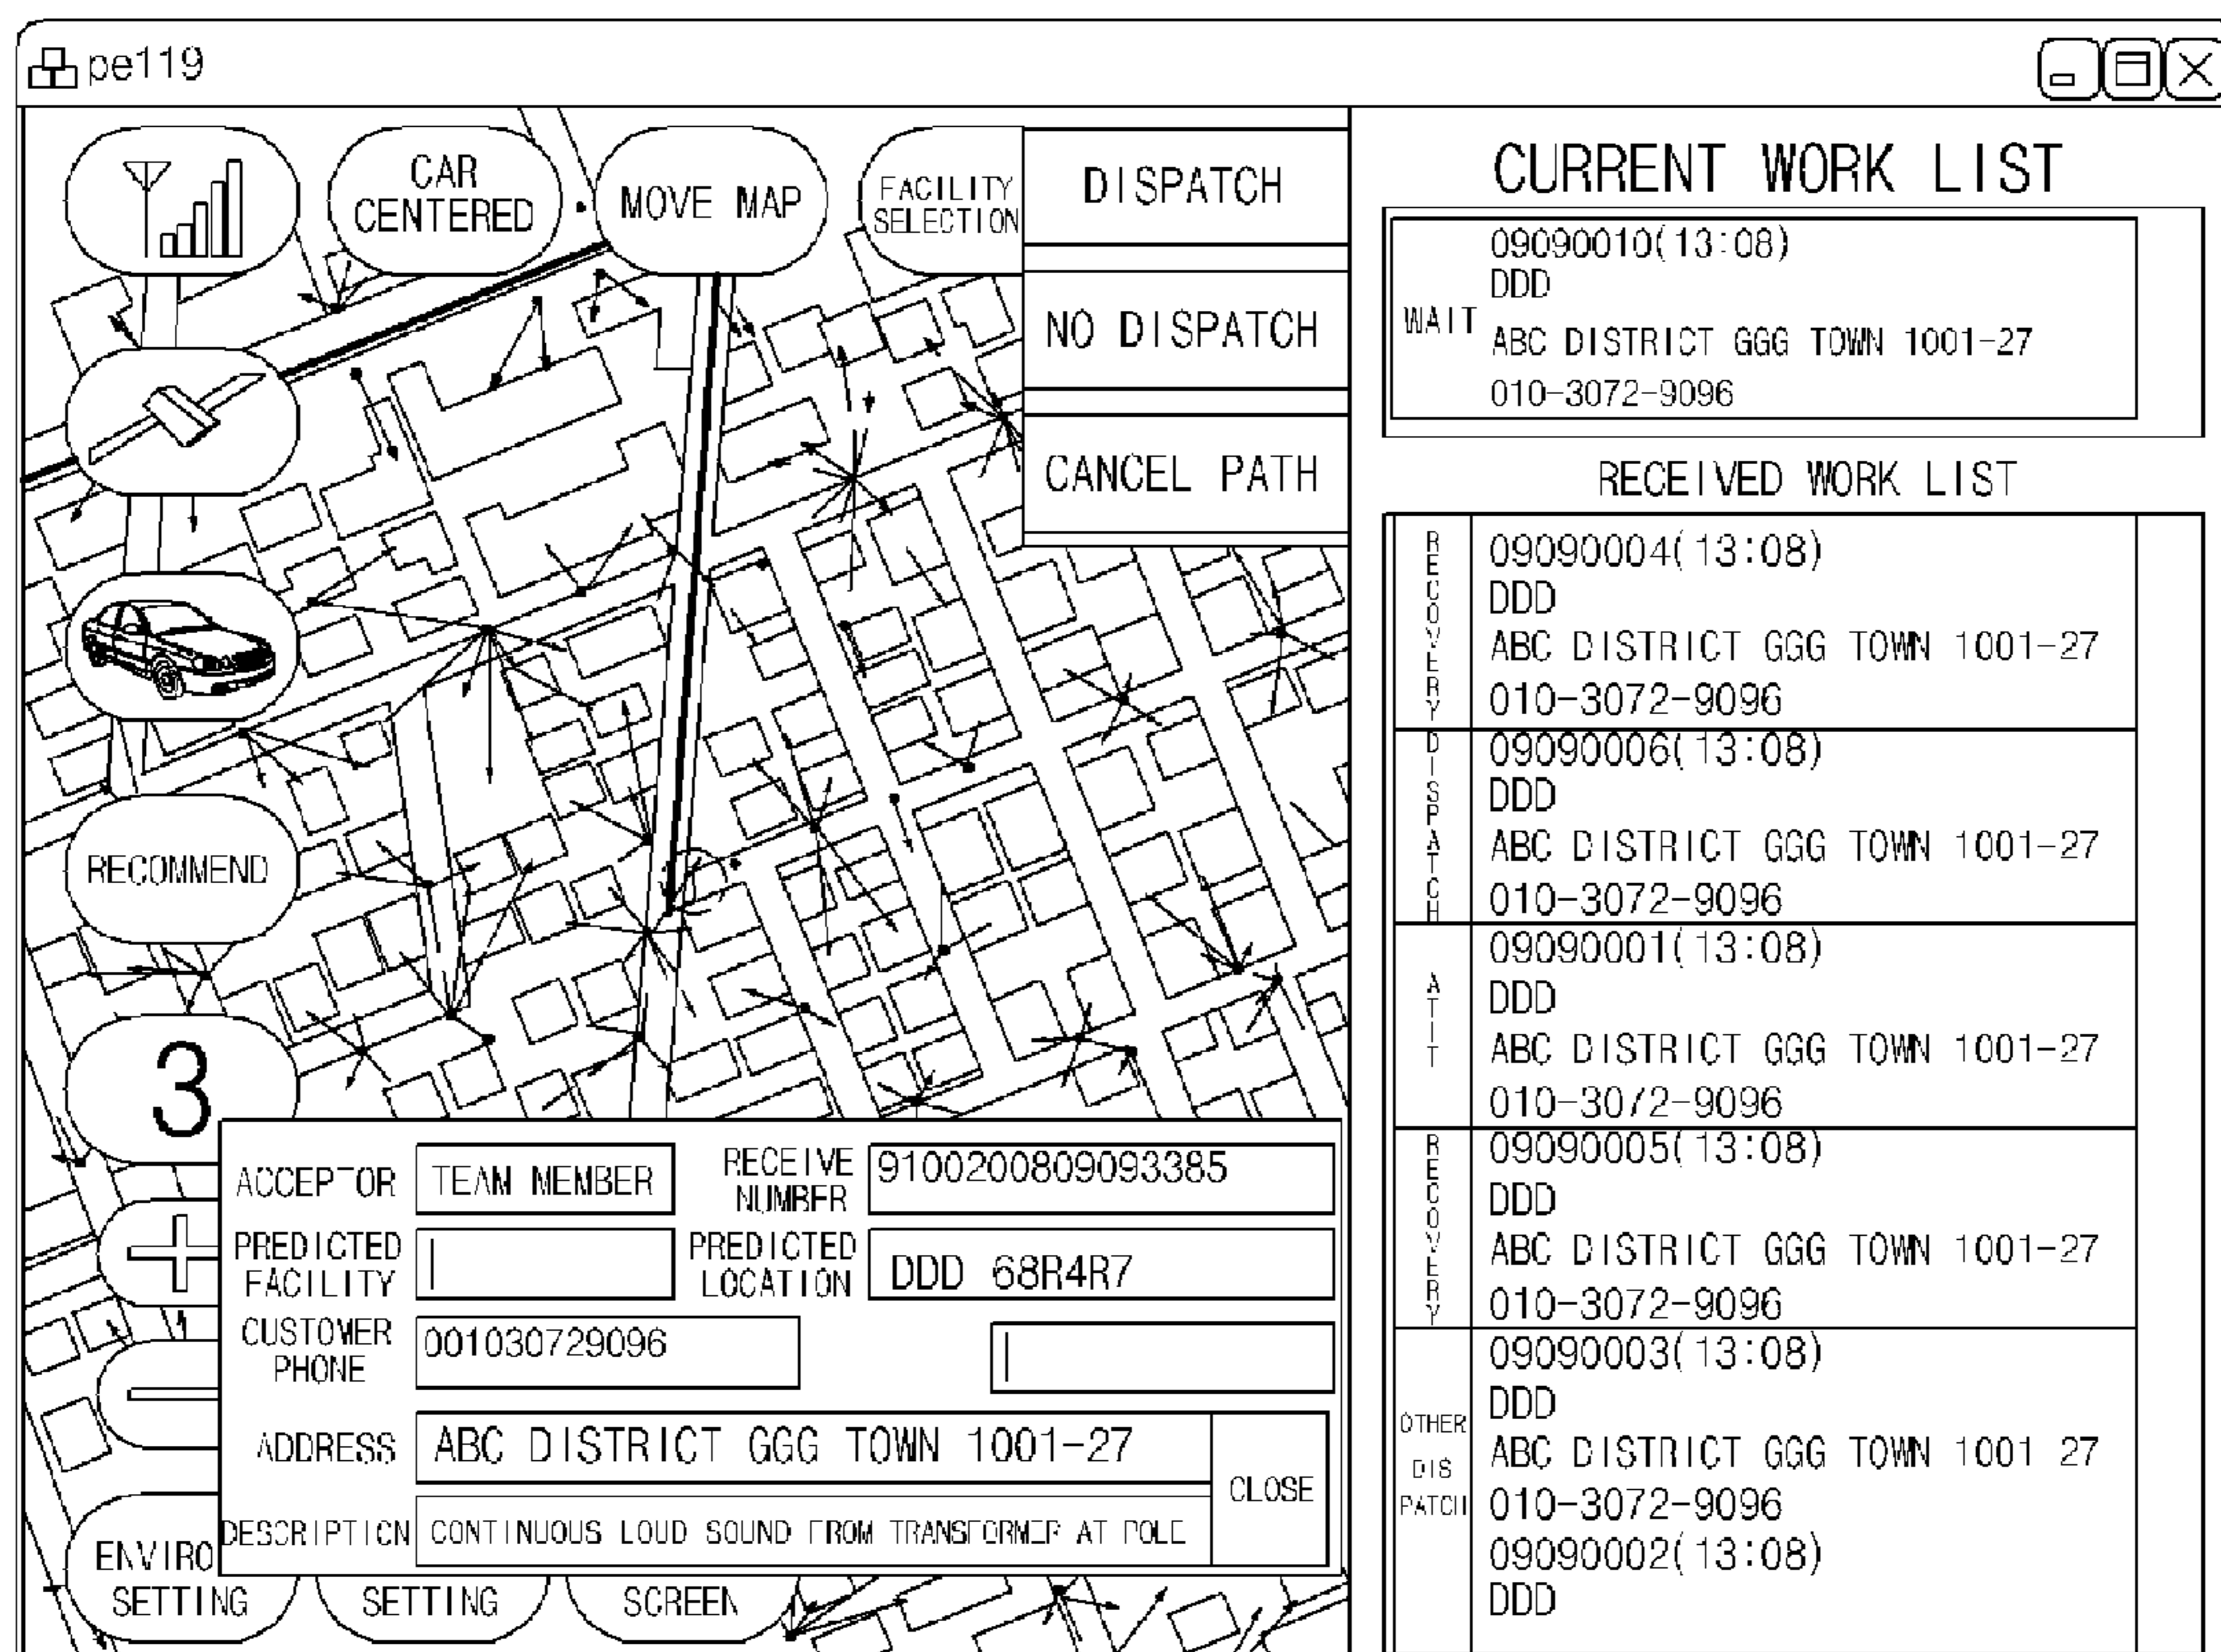 pe119
CAR
CENTERED
MOVE MAP
FACILITY
SELECTION
DISPATCH
NO DISPATCH
CANCEL PATH
RECOMMEND
3
ACCEPTOR
TEAM MEMBER
RECEIVE
NUMBER
9100200809093385
PREDICTED
FACILITY
PREDICTED
LOCATION
DDD 68R4R7
CUSTOMER
PHONE
001030729096
ADDRESS
ABC DISTRICT GGG TOWN 1001-27
CLOSE
DESCRIPTION
CONTINUOUS LOUD SOUND FROM TRANSFORMER AT POLE
ENVIRO
SETTING
SETTING
SCREEN
CURRENT WORK LIST
WAIT
09090010(13:08)
DDD
ABC DISTRICT GGG TOWN 1001-27
010-3072-9096
RECEIVED WORK LIST
RECOVERY
09090004(13:08)
DDD
ABC DISTRICT GGG TOWN 1001-27
010-3072-9096
DISPATCH
09090006(13:08)
DDD
ABC DISTRICT GGG TOWN 1001-27
010-3072-9096
ATIT
09090001(13:08)
DDD
ABC DISTRICT GGG TOWN 1001-27
010-3072-9096
RECOVERY
09090005(13:08)
DDD
ABC DISTRICT GGG TOWN 1001-27
010-3072-9096
OTHER
DIS
PATCH
09090003(13:08)
DDD
ABC DISTRICT GGG TOWN 1001 27
010-3072-9096
09090002(13:08)
DDD